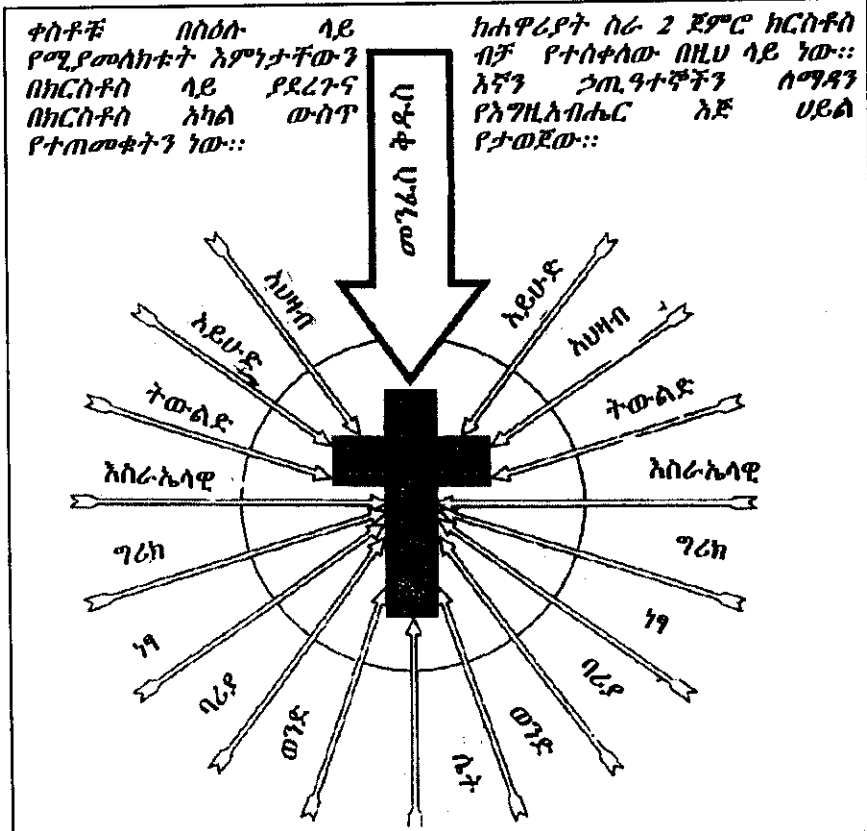 ቀስቶቹ በስዕሉ ላይ
የሚያመለክቱት እምነታቸውን
በክርስቶስ ላይ ያደረጉና
በክርስቶስ አካል ውስጥ
የተጠመቁትን ነው።
ከሐዋሪያት ስራ 2 ጀምሮ ክርስቶስ
ብቻ የተሰቀለው በዚህ ላይ ነው።
እኛን ኃጢዓተኞችን ለማዳን
የእግዚአብሔር እጅ ሀይል
የታወጀው።
መንፈስ ቅዱስ
አህዛብ
አይሁድ
ትውልድ
እስራኤላዊ
ግሪክ
ነፃ
ባሪያ
ወንድ
ሴት
አይሁድ
አህዛብ
ትውልድ
እስራኤላዊ
ግሪክ
ነፃ
ባሪያ
ወንድ